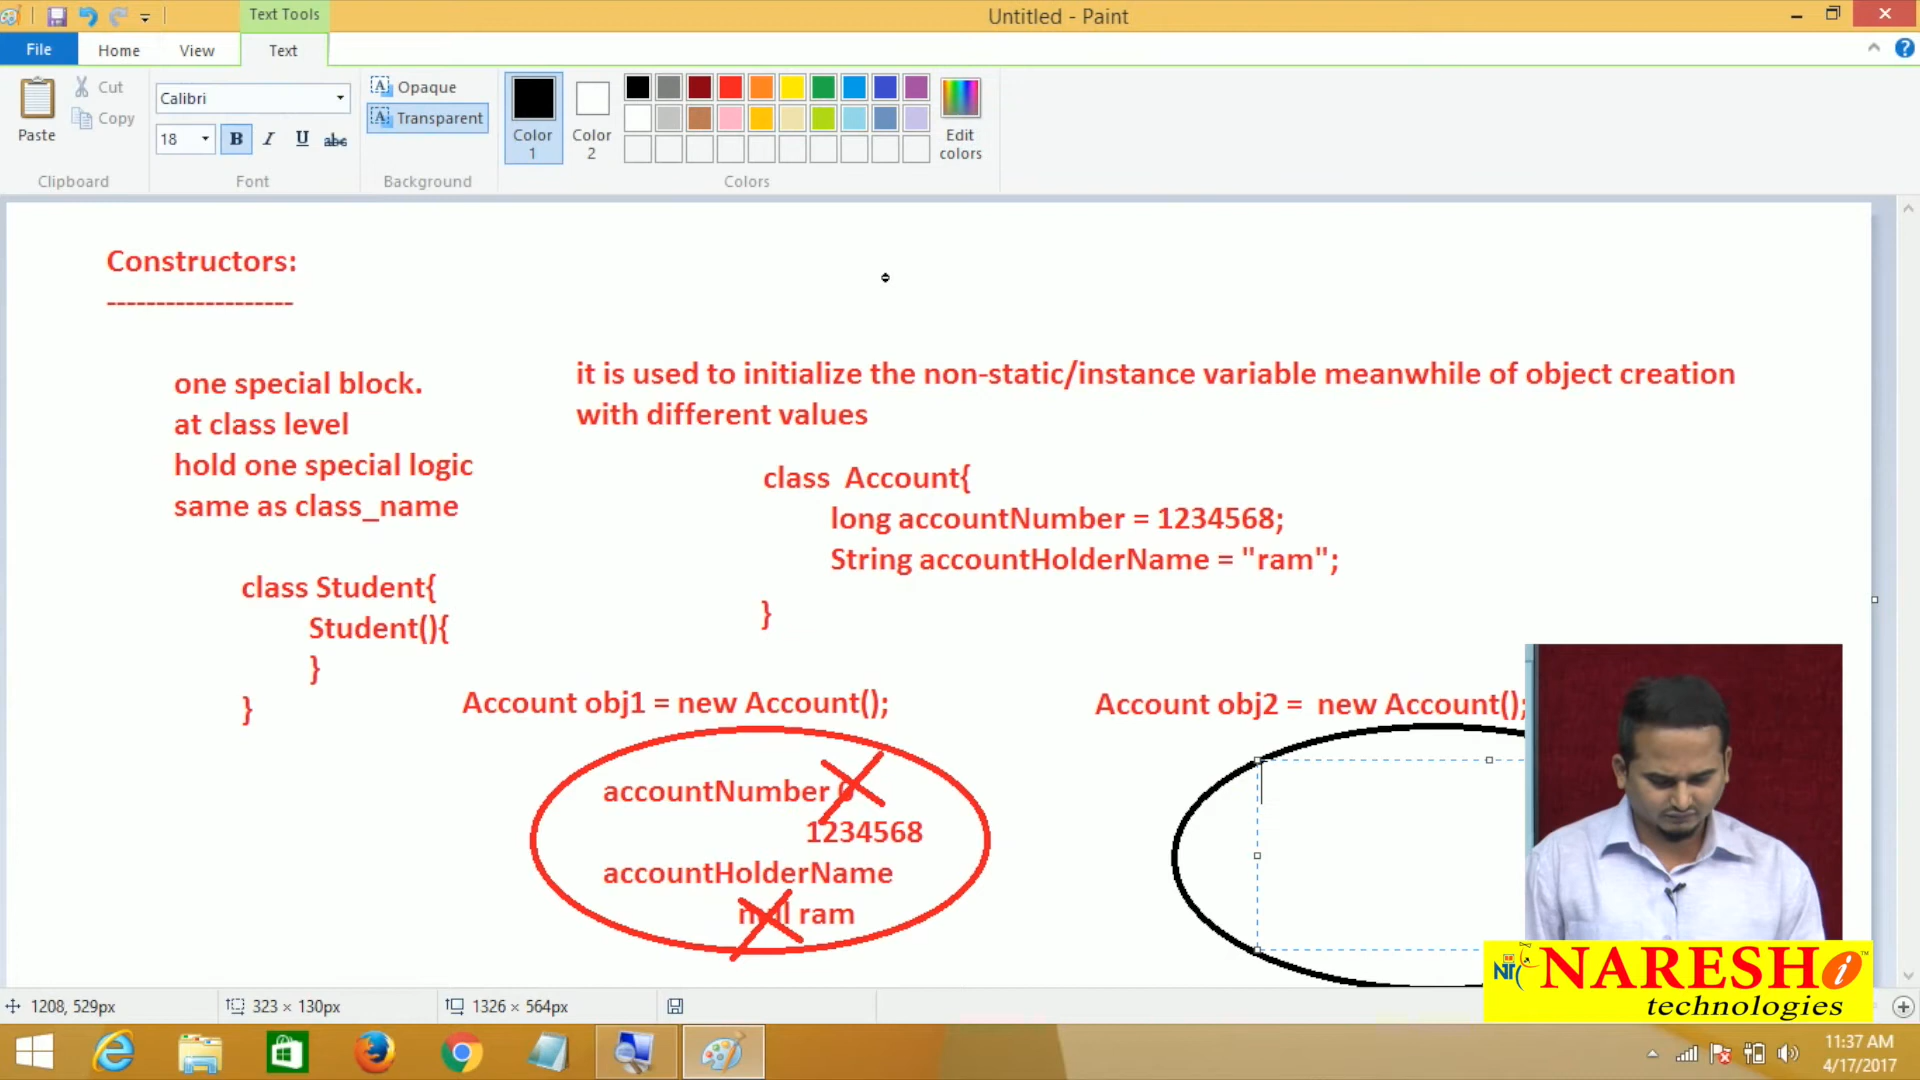 Text Tools
Untitled - Paint
File
Home
View
Text
Paste
Cut
Copy
Clipboard
Calibri
18
B
I
U
abc
Font
Opaque
Transparent
Background
Color
1
Color
2
Edit
colors
Colors
Constructors:
-------------------
one special block.
at class level
hold one special logic
same as class_name
it is used to initialize the non-static/instance variable meanwhile of object creation
with different values
class  Account{
long accountNumber = 1234568;
String accountHolderName = "ram";
}
class Student{
Student(){
}
}
Account obj1 = new Account();
accountNumber 0
1234568
accountHolderName
null ram
Account obj2 =  new Account();
NARESH i
technologies
1208, 529px
323 × 130px
1326 × 564px
11:37 AM
4/17/2017